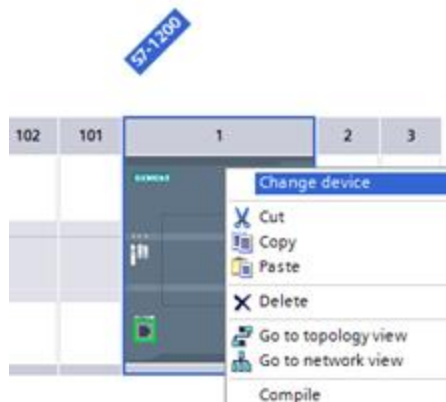 S7-1200
102 101 1 2 3
SIEMENS
Change device
Cut
Copy
Paste
Delete
Go to topology view
Go to network view
Compile